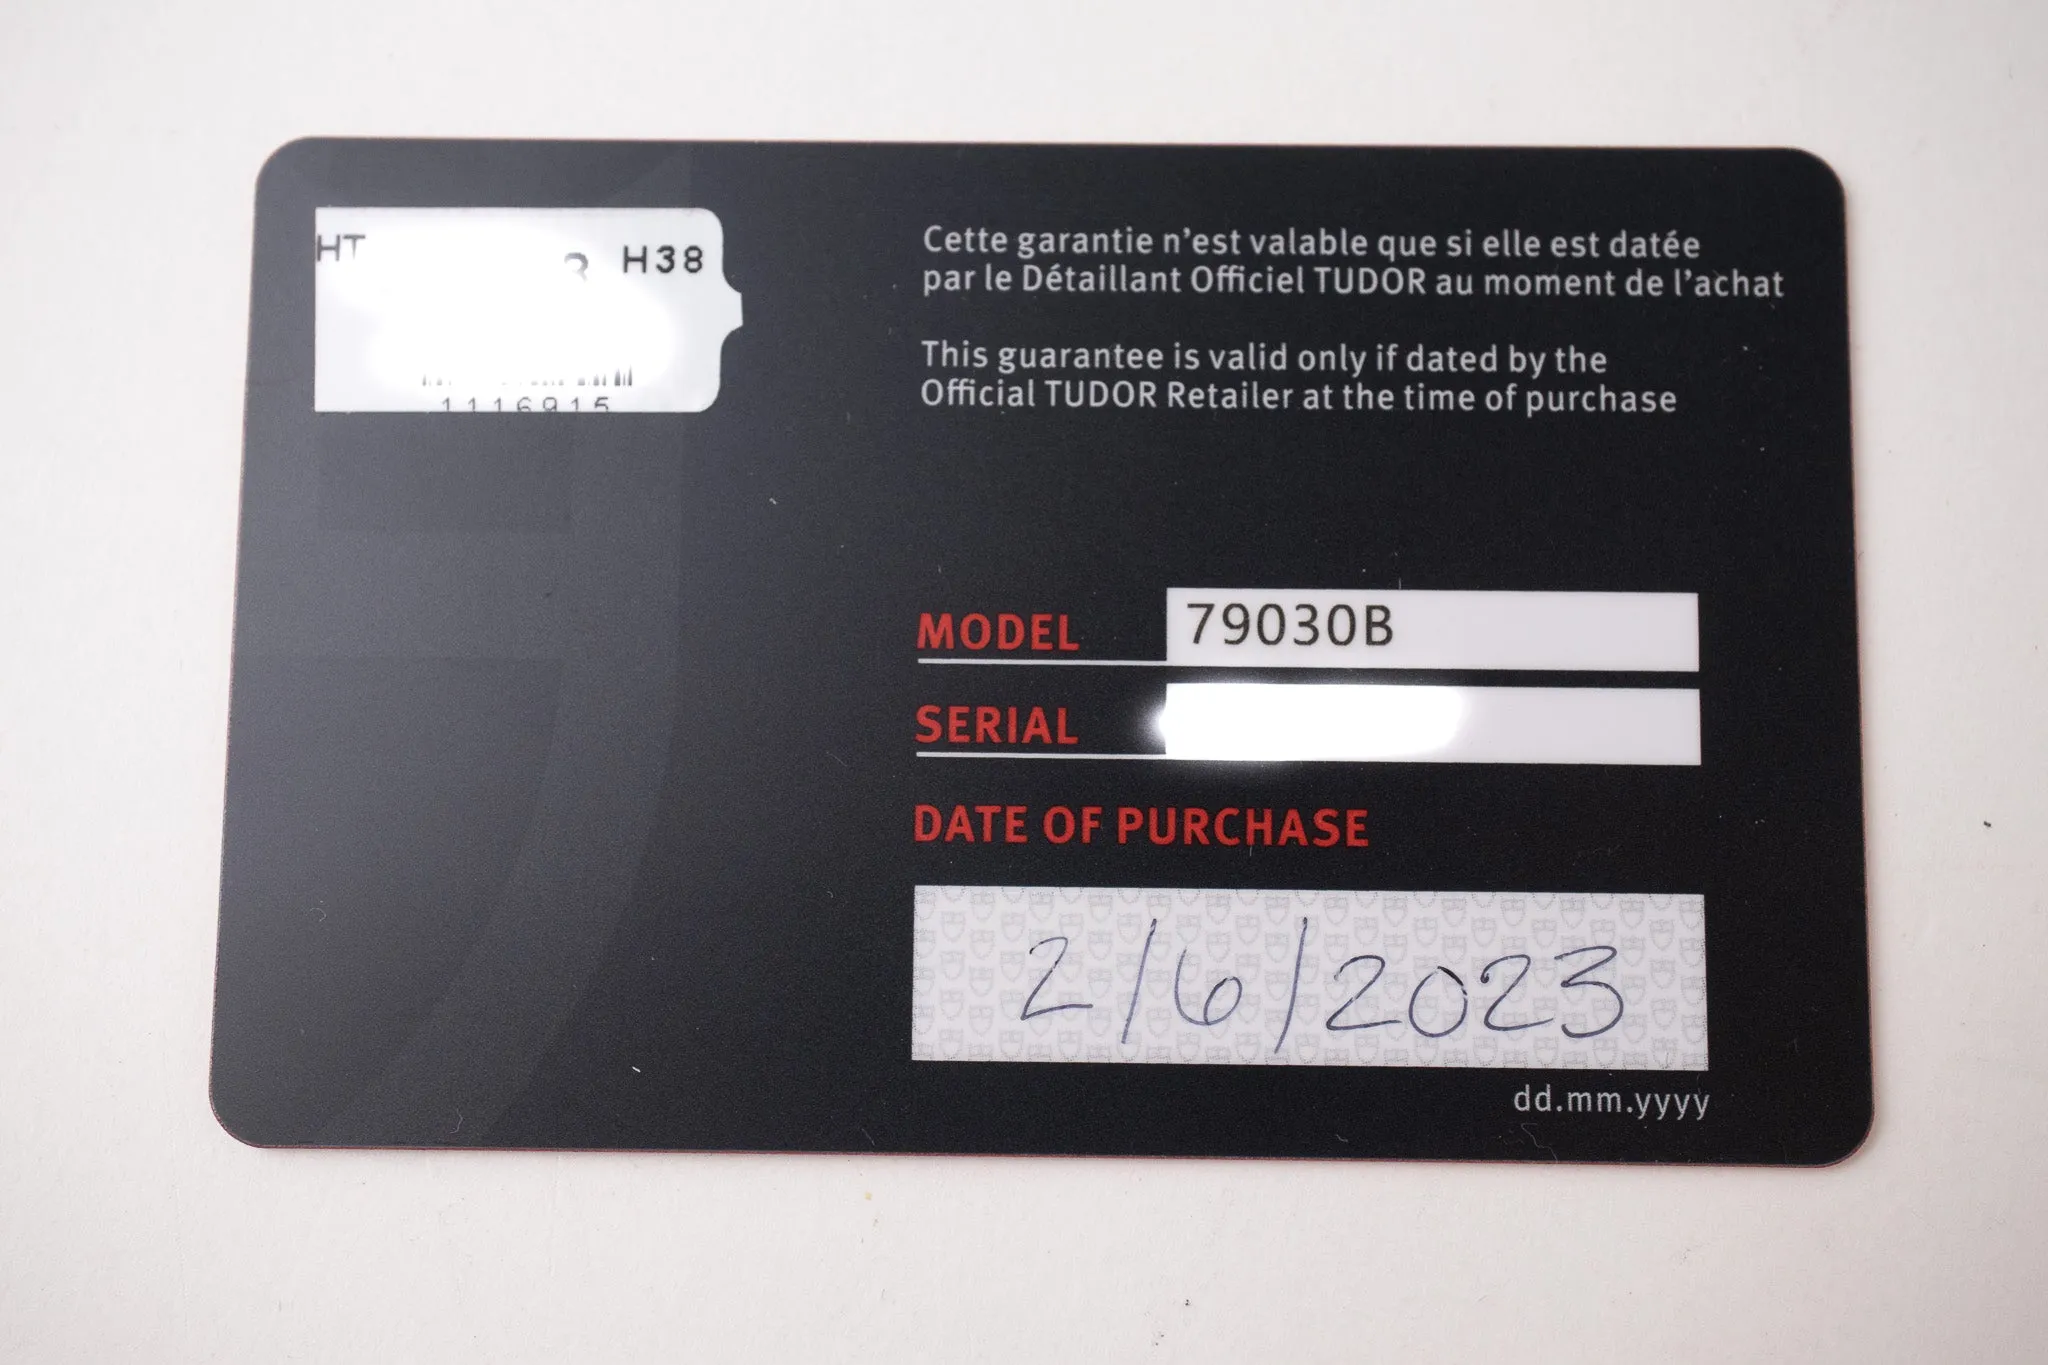 HT
H38
1116915
Cette garantie n'est valable que si elle est datée
par le Détaillant Officiel TUDOR au moment de l'achat
This guarantee is valid only if dated by the
Official TUDOR Retailer at the time of purchase
MODEL 79030B
SERIAL
DATE OF PURCHASE
2/6/2023
dd.mm.yyyy